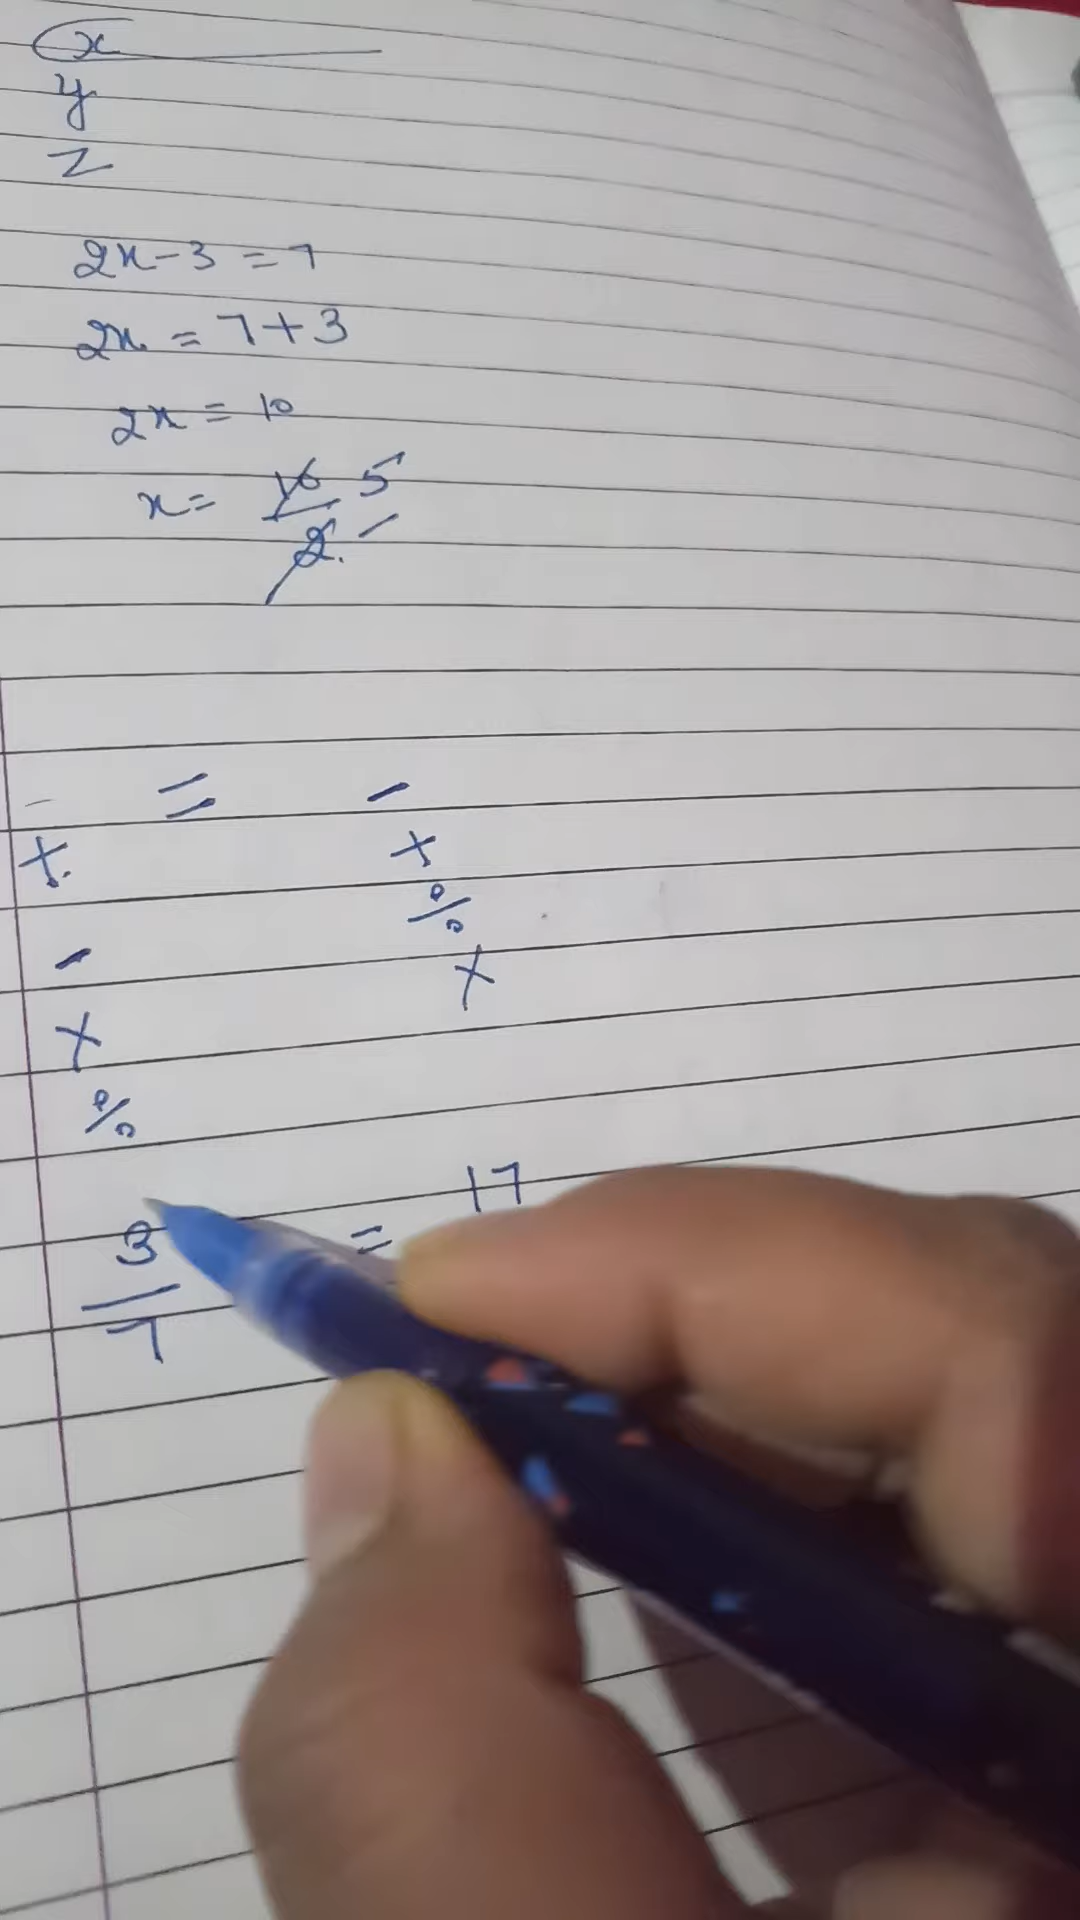 x
y
z
2x - 3 = 7
2x = 7 + 3
2x = 10
x = 10/2 5
- = -
+ +
%
- ×
×
%
3/7 = 17